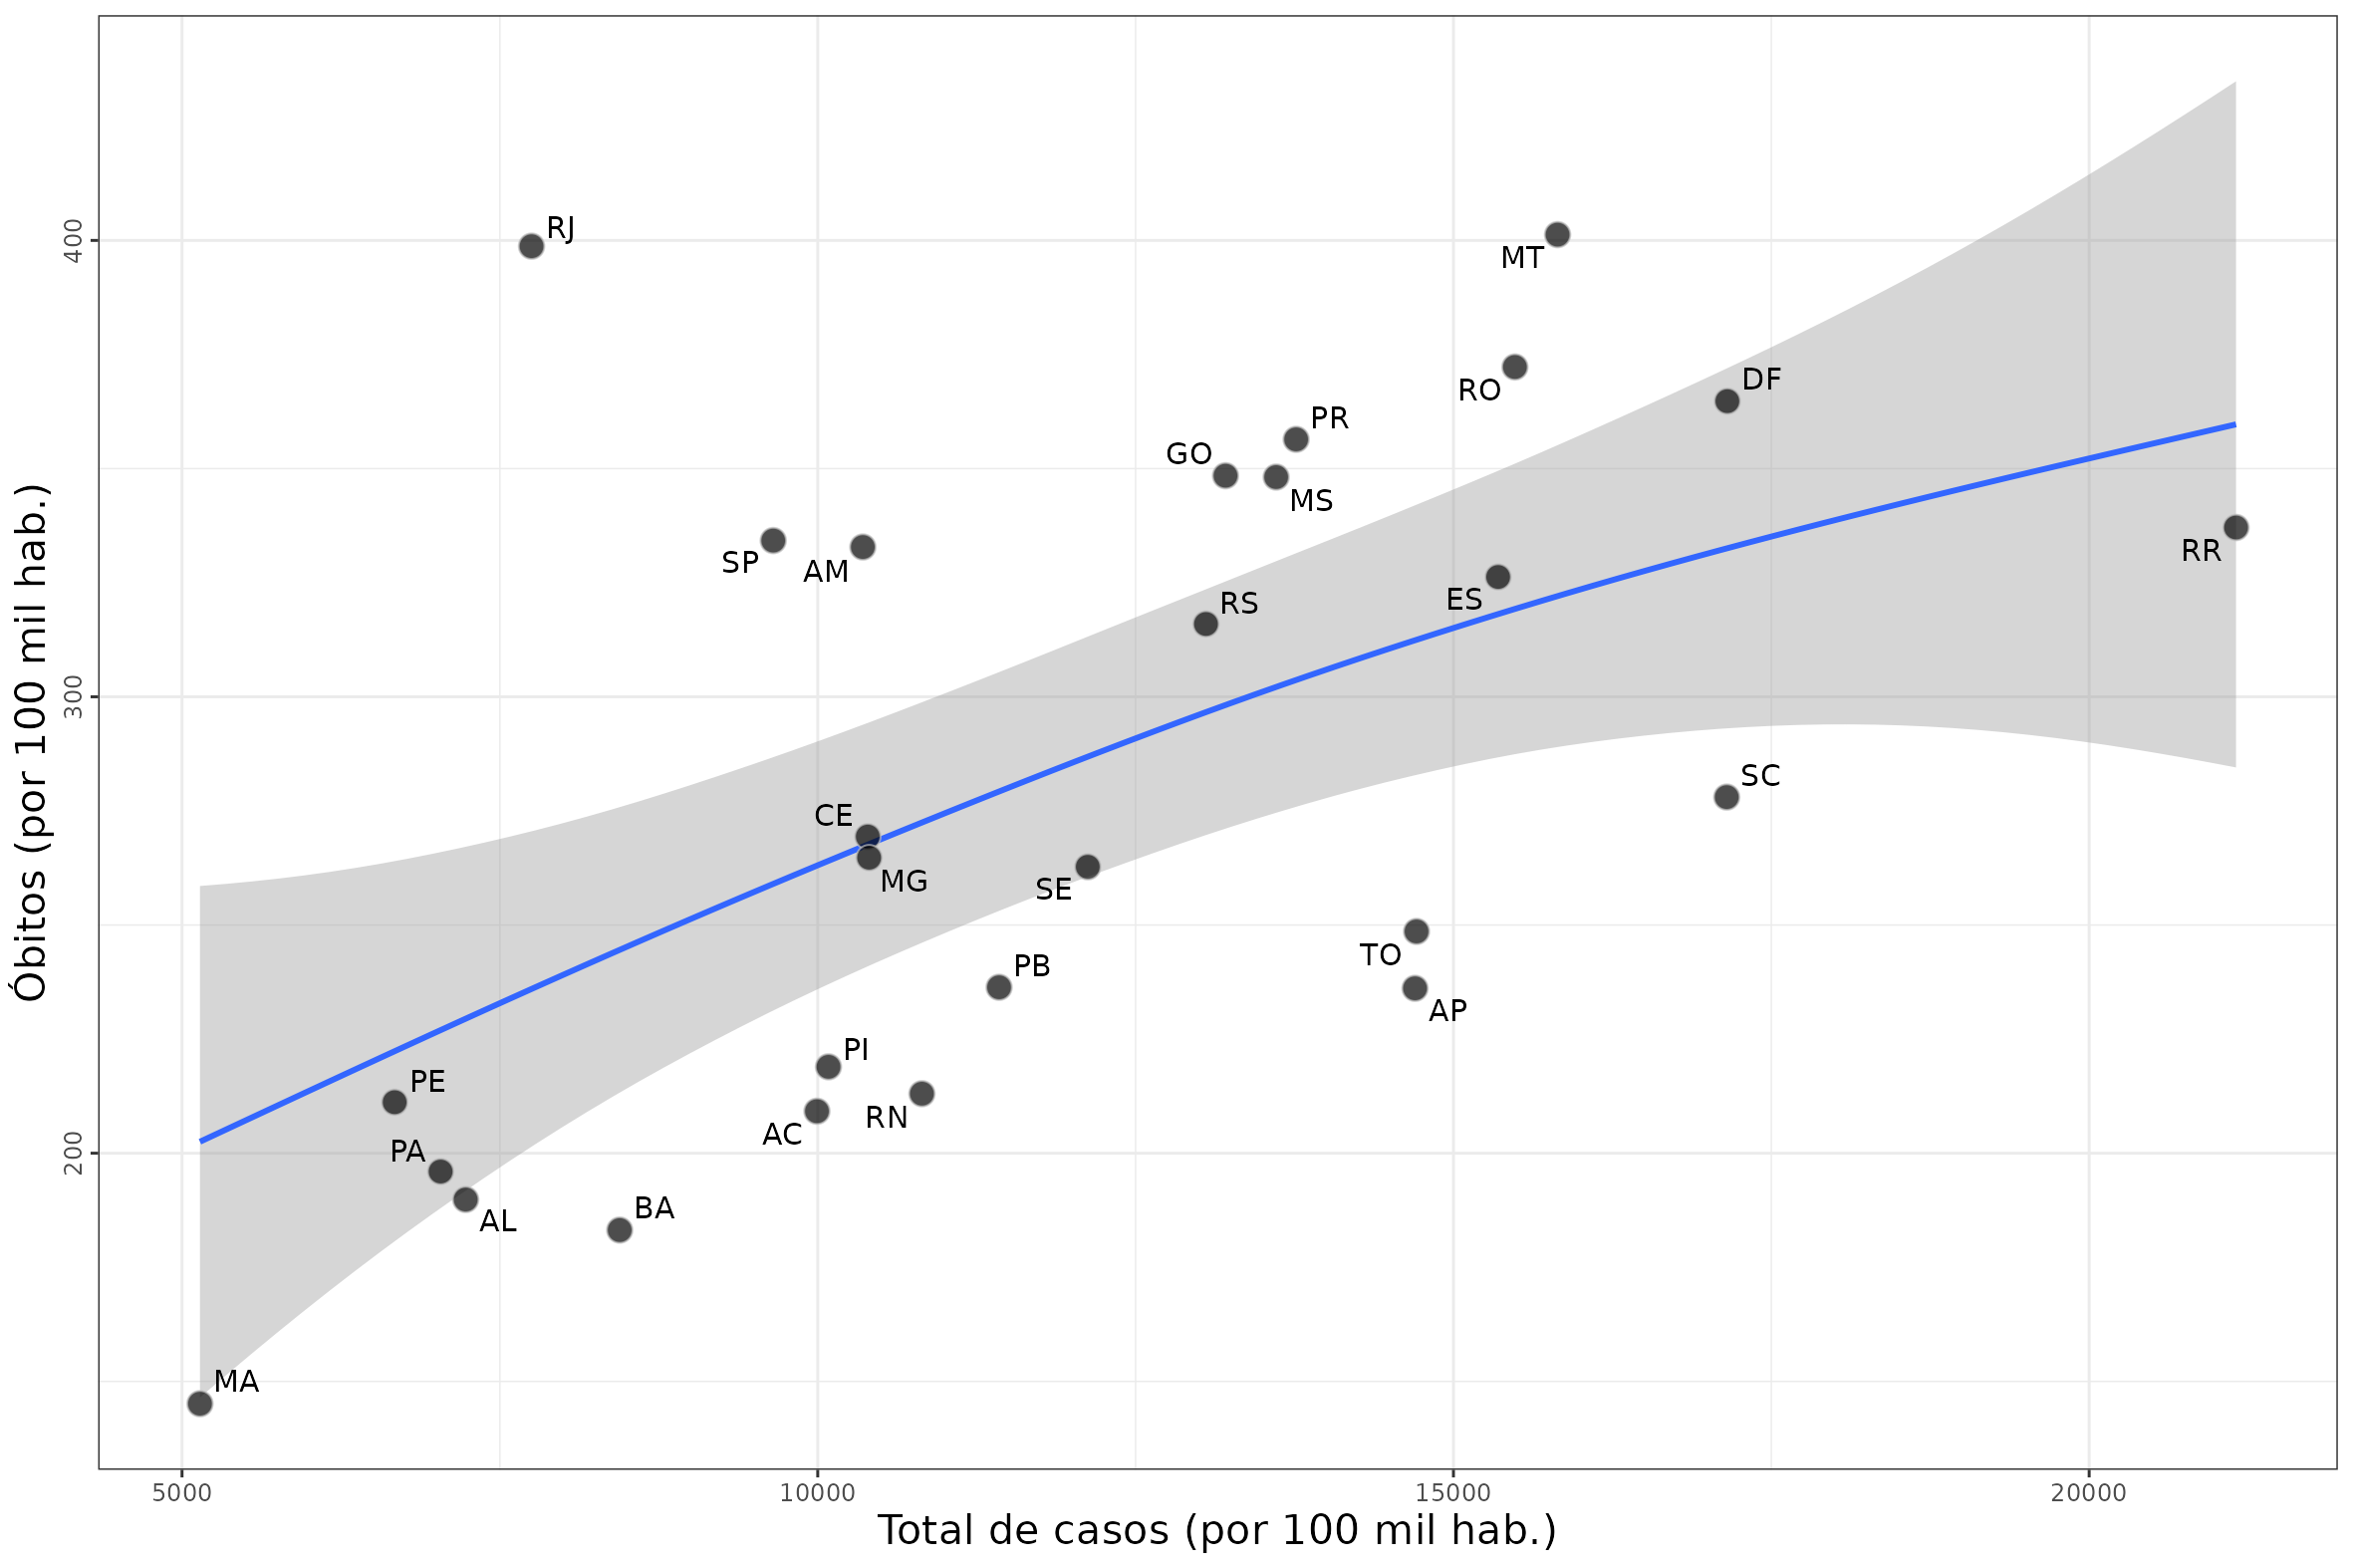 Óbitos (por 100 mil hab.)
400
300
200
RJ
MT
DF
RO
PR
GO
MS
SP
AM
RR
ES
RS
SC
CE
MG
SE
TO
PB
AP
PI
PE
RN
AC
PA
AL
BA
MA
5000
10000
15000
20000
Total de casos (por 100 mil hab.)